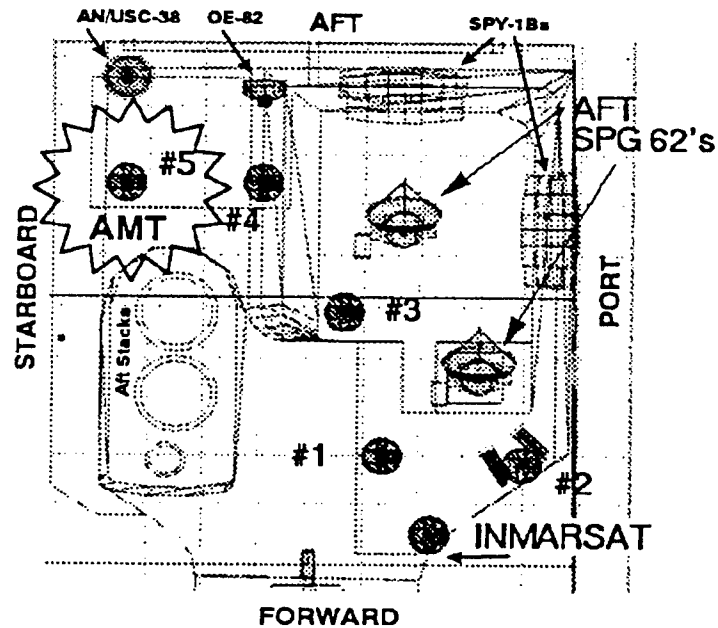 AN/USC-38
OE-82
AFT
SPY-1Bs
AFT
SPG 62's
#5
#4
AMT
STARBOARD
PORT
Aft Stacks
#3
#1
#2
INMARSAT
FORWARD